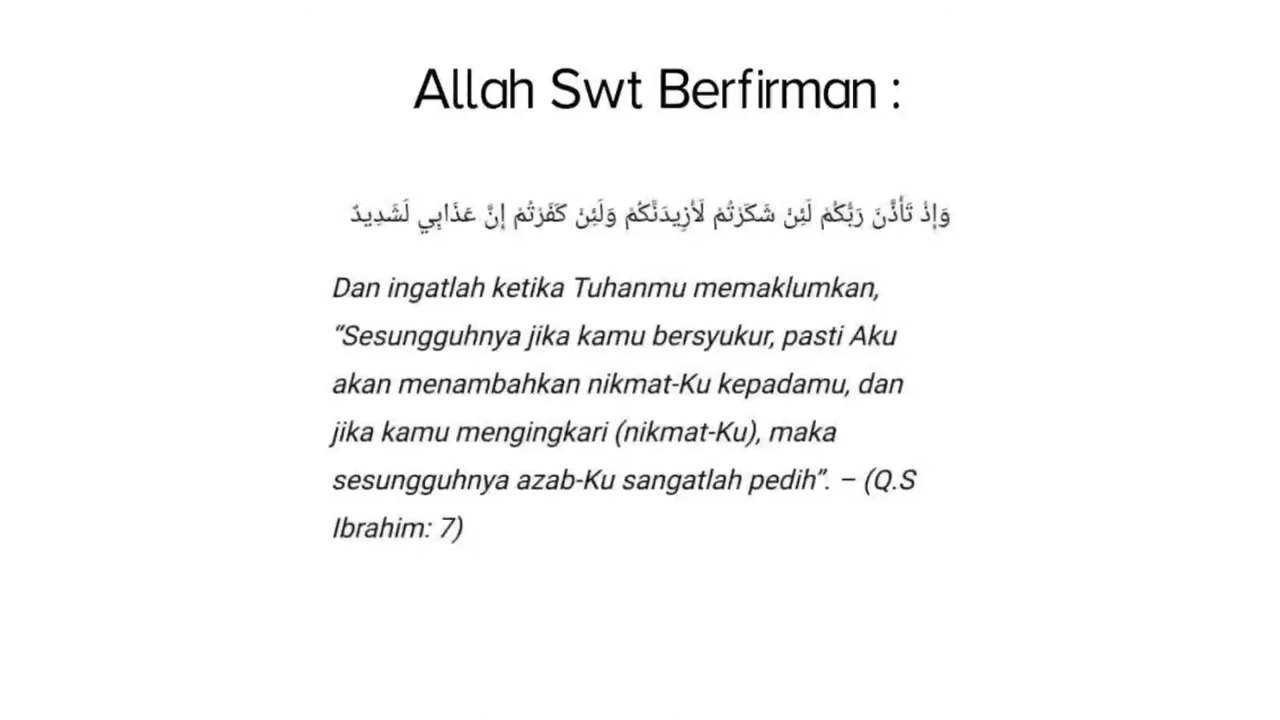 Allah Swt Berfirman :
وَإِذْ تَأَذَّنَ رَبُّكُمْ لَئِنْ شَكَرْتُمْ لَأَزِيدَنَّكُمْ وَلَئِنْ كَفَرْتُمْ إِنَّ عَذَابِي لَشَدِيدٌ
Dan ingatlah ketika Tuhanmu memaklumkan,
“Sesungguhnya jika kamu bersyukur, pasti Aku
akan menambahkan nikmat-Ku kepadamu, dan
jika kamu mengingkari (nikmat-Ku), maka
sesungguhnya azab-Ku sangatlah pedih”. – (Q.S
Ibrahim: 7)